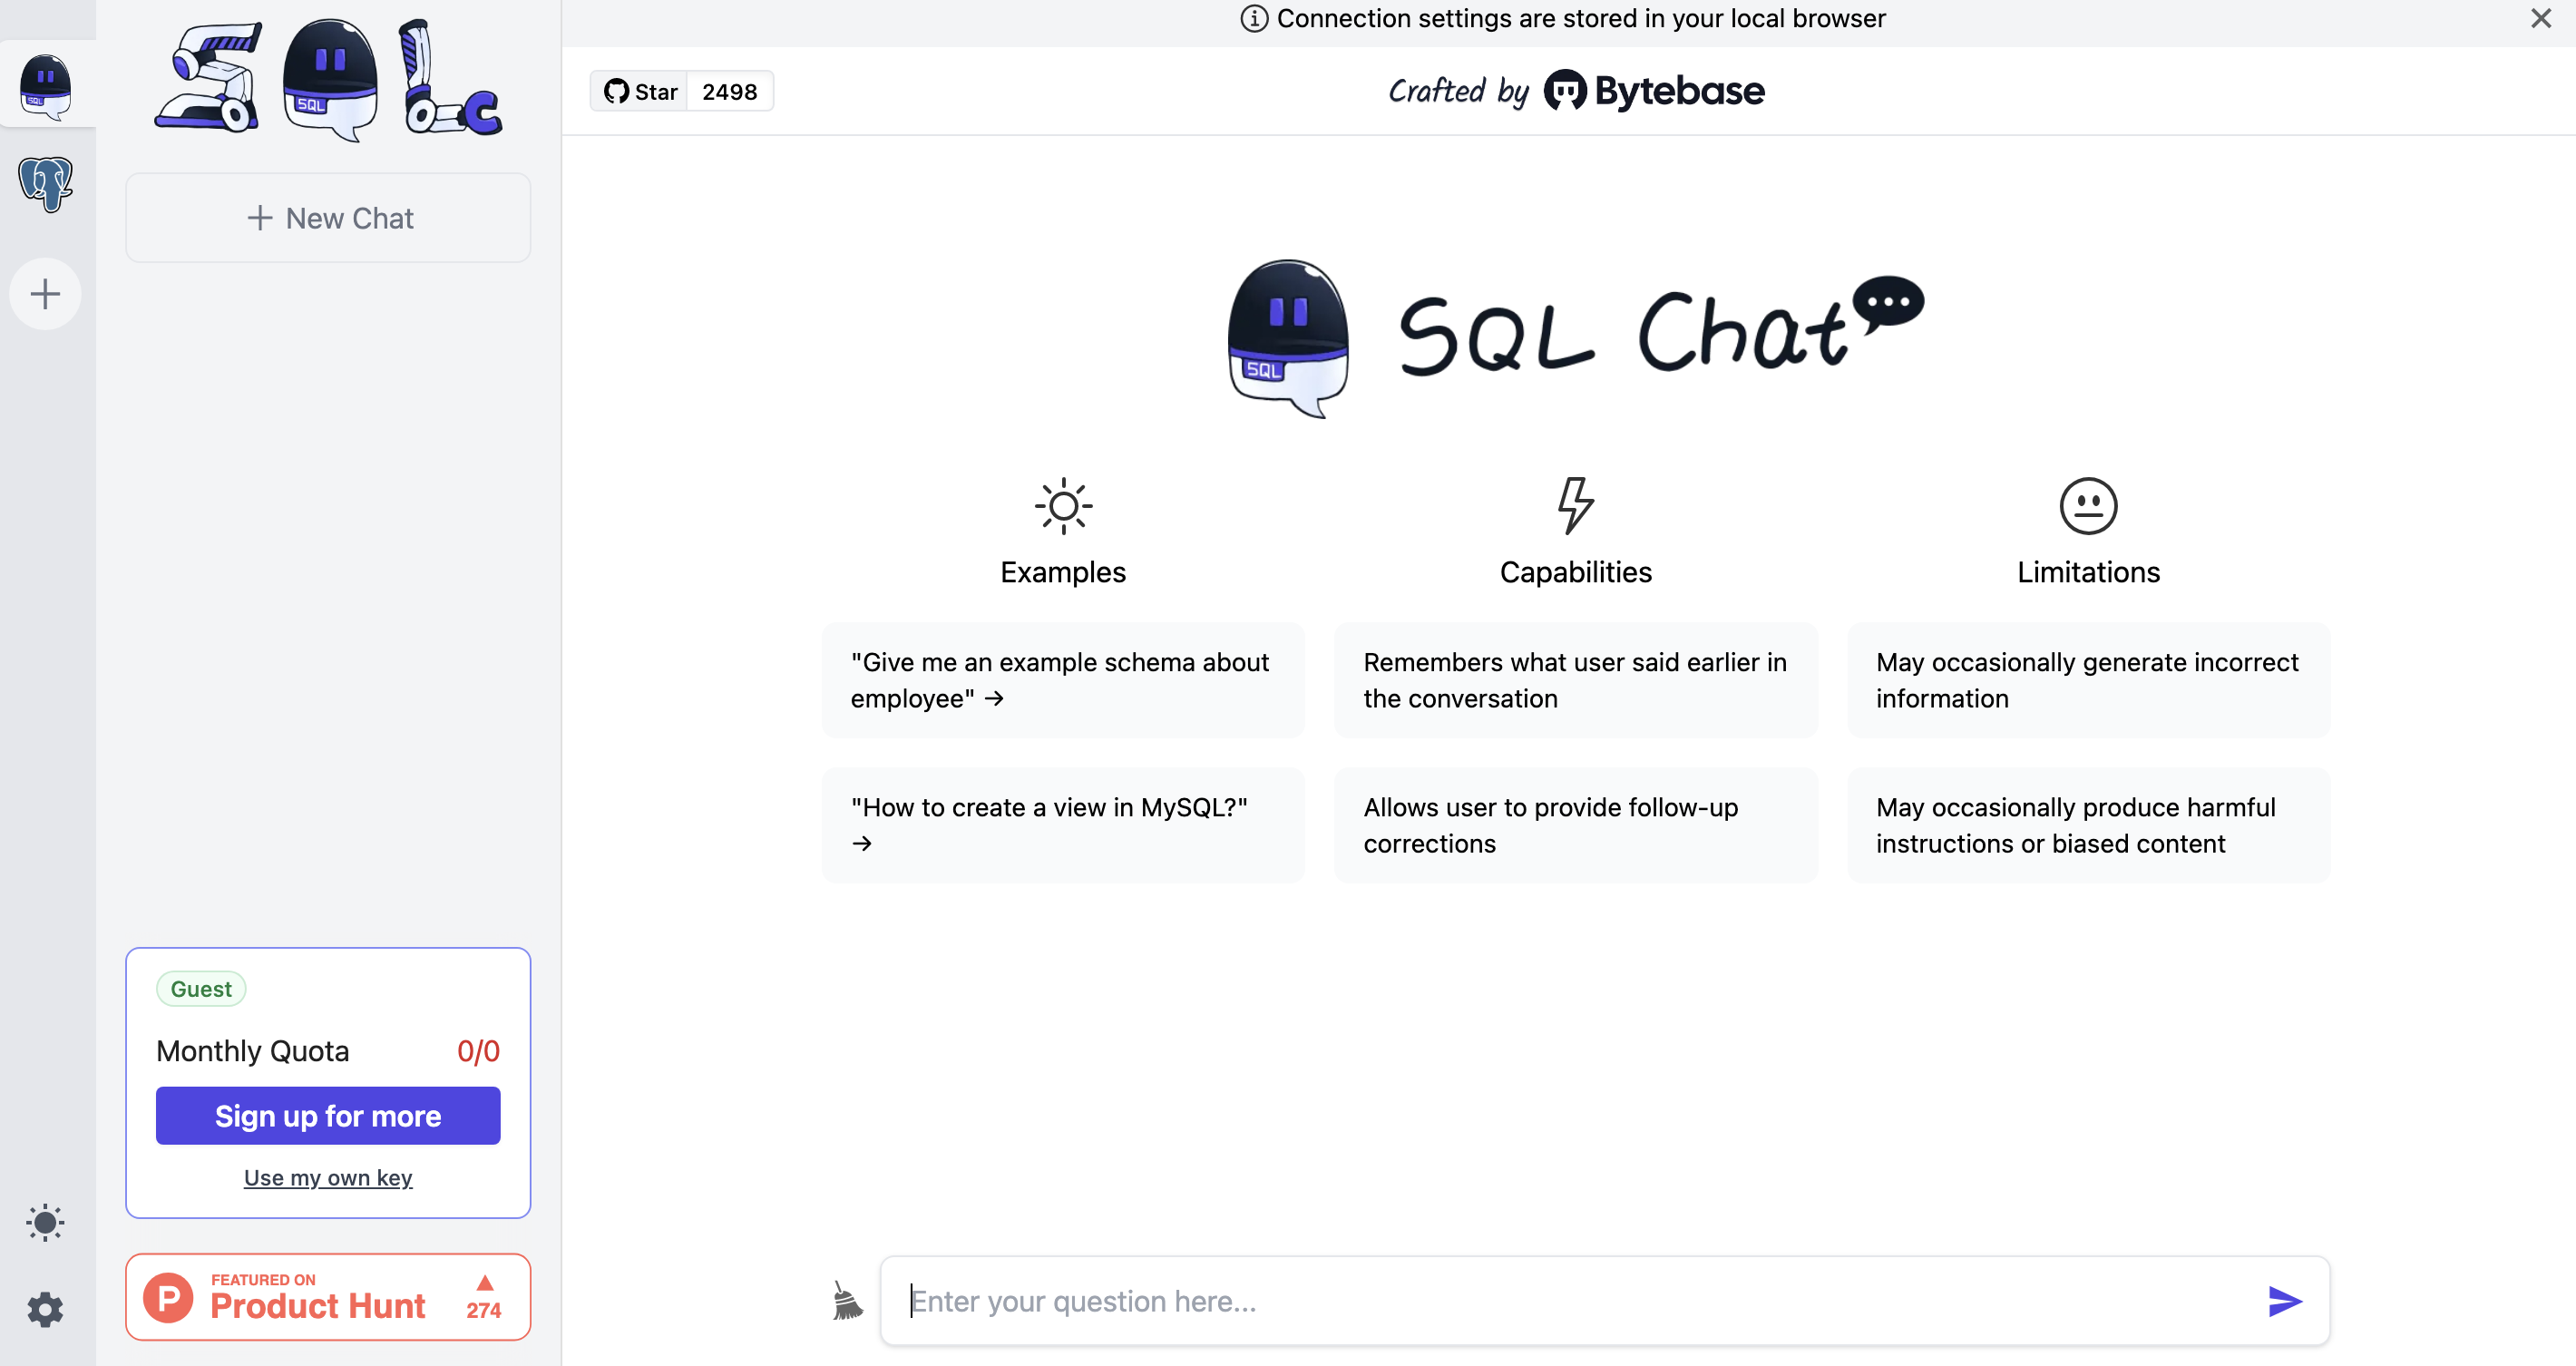 Connection settings are stored in your local browser
SQL
SQL
Star 2498
Crafted by Bytebase
+ New Chat
SQL
SQL Chat
Examples
Capabilities
Limitations
"Give me an example schema about
employee" →
Remembers what user said earlier in
the conversation
May occasionally generate incorrect
information
"How to create a view in MySQL?"
→
Allows user to provide follow-up
corrections
May occasionally produce harmful
instructions or biased content
Guest
Monthly Quota 0/0
Sign up for more
Use my own key
P
FEATURED ON
Product Hunt
274
Enter your question here...